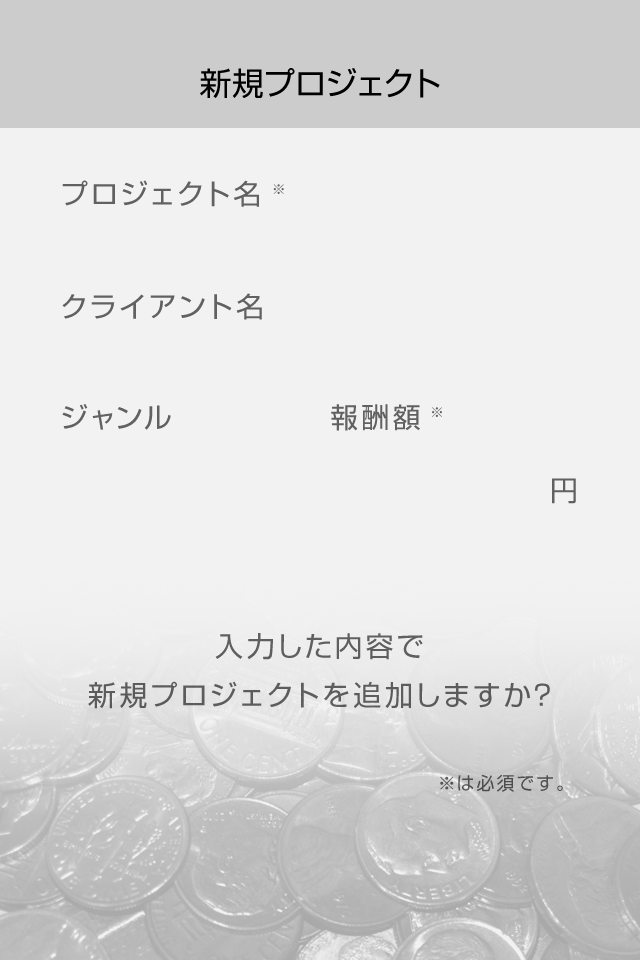 新規プロジェクト
プロジェクト名 ※
クライアント名
ジャンル 報酬額 ※
円
入力した内容で
新規プロジェクトを追加しますか?
※は必須です。